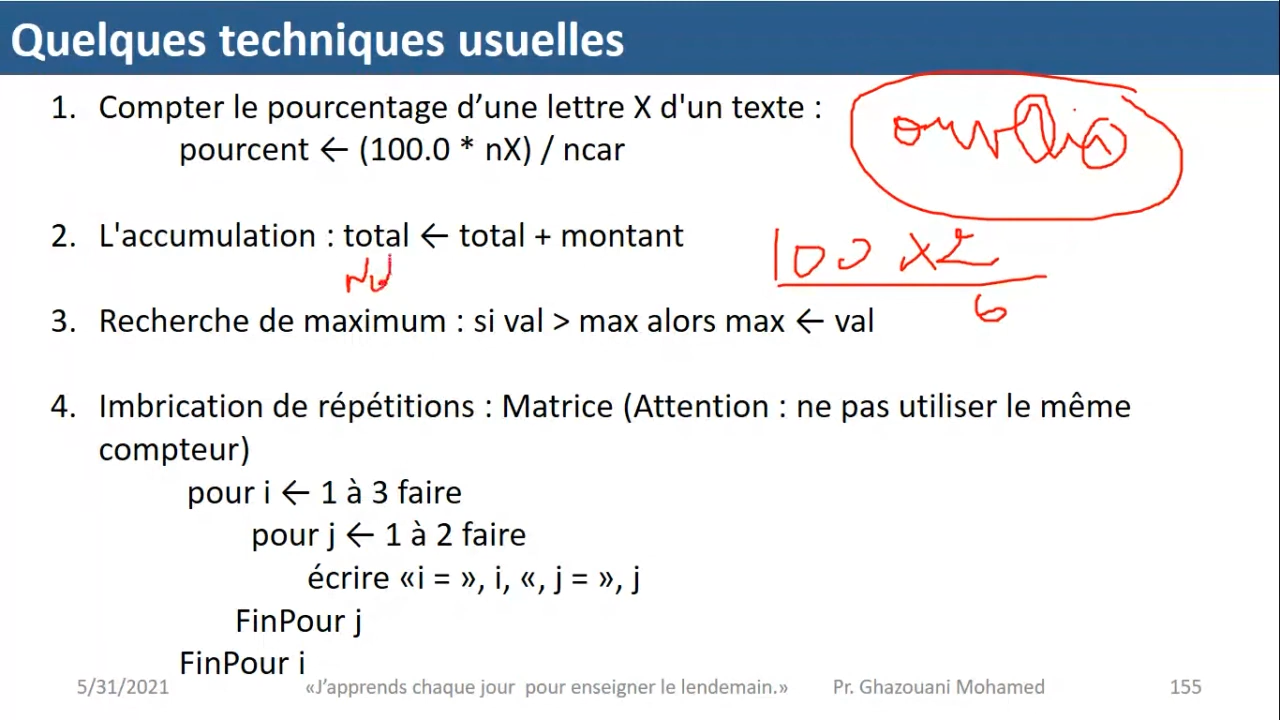 Quelques techniques usuelles
1. Compter le pourcentage d’une lettre X d'un texte :
pourcent ← (100.0 * nX) / ncar
2. L'accumulation : total ← total + montant
100 x 2
6
3. Recherche de maximum : si val > max alors max ← val
4. Imbrication de répétitions : Matrice (Attention : ne pas utiliser le même
compteur)
pour i ← 1 à 3 faire
pour j ← 1 à 2 faire
écrire «i = », i, «, j = », j
FinPour j
FinPour i
5/31/2021 «J’apprends chaque jour pour enseigner le lendemain.» Pr. Ghazouani Mohamed 155